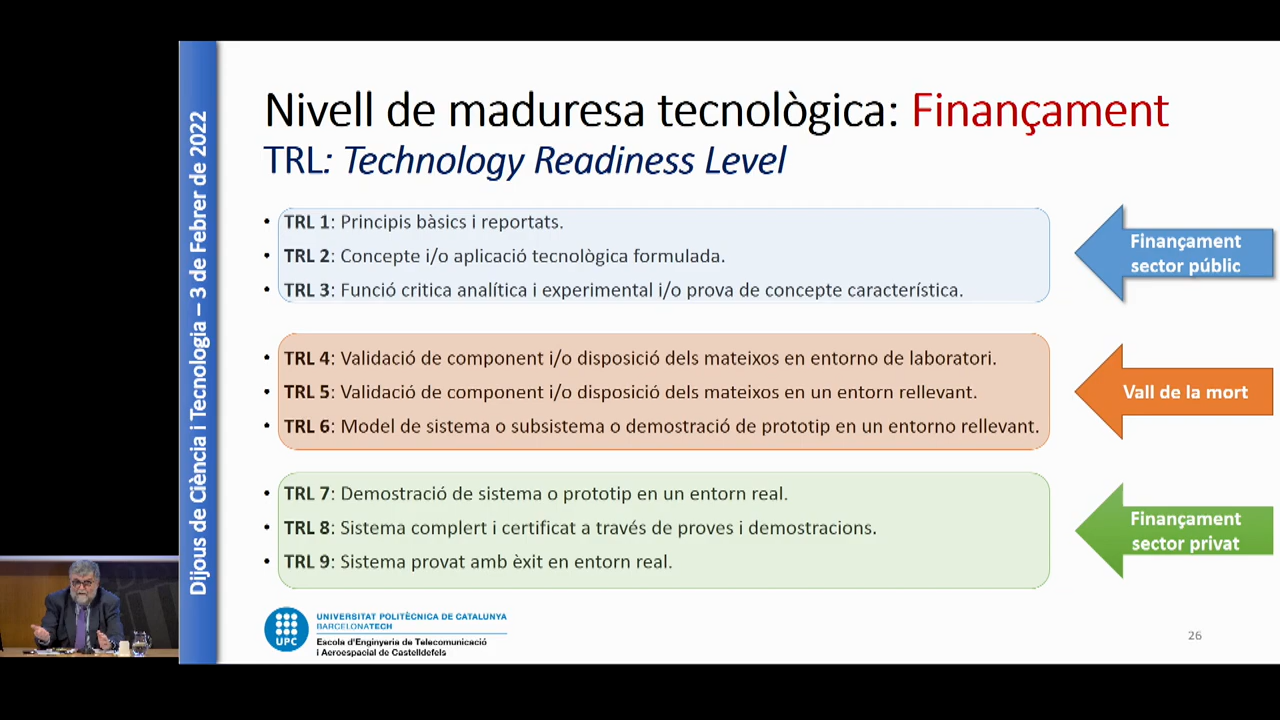 Dijous de Ciència i Tecnologia – 3 de Febrer de 2022
Nivell de maduresa tecnològica: Finançament
TRL: Technology Readiness Level
• TRL 1: Principis bàsics i reportats.
• TRL 2: Concepte i/o aplicació tecnològica formulada.
• TRL 3: Funció critica analítica i experimental i/o prova de concepte característica.
Finançament
sector públic
• TRL 4: Validació de component i/o disposició dels mateixos en entorno de laboratori.
• TRL 5: Validació de component i/o disposició dels mateixos en un entorn rellevant.
• TRL 6: Model de sistema o subsistema o demostració de prototip en un entorno rellevant.
Vall de la mort
• TRL 7: Demostració de sistema o prototip en un entorn real.
• TRL 8: Sistema complert i certificat a través de proves i demostracions.
• TRL 9: Sistema provat amb èxit en entorn real.
Finançament
sector privat
UPC
UNIVERSITAT POLITÈCNICA DE CATALUNYA
BARCELONATECH
Escola d'Enginyeria de Telecomunicació
i Aeroespacial de Castelldefels
26